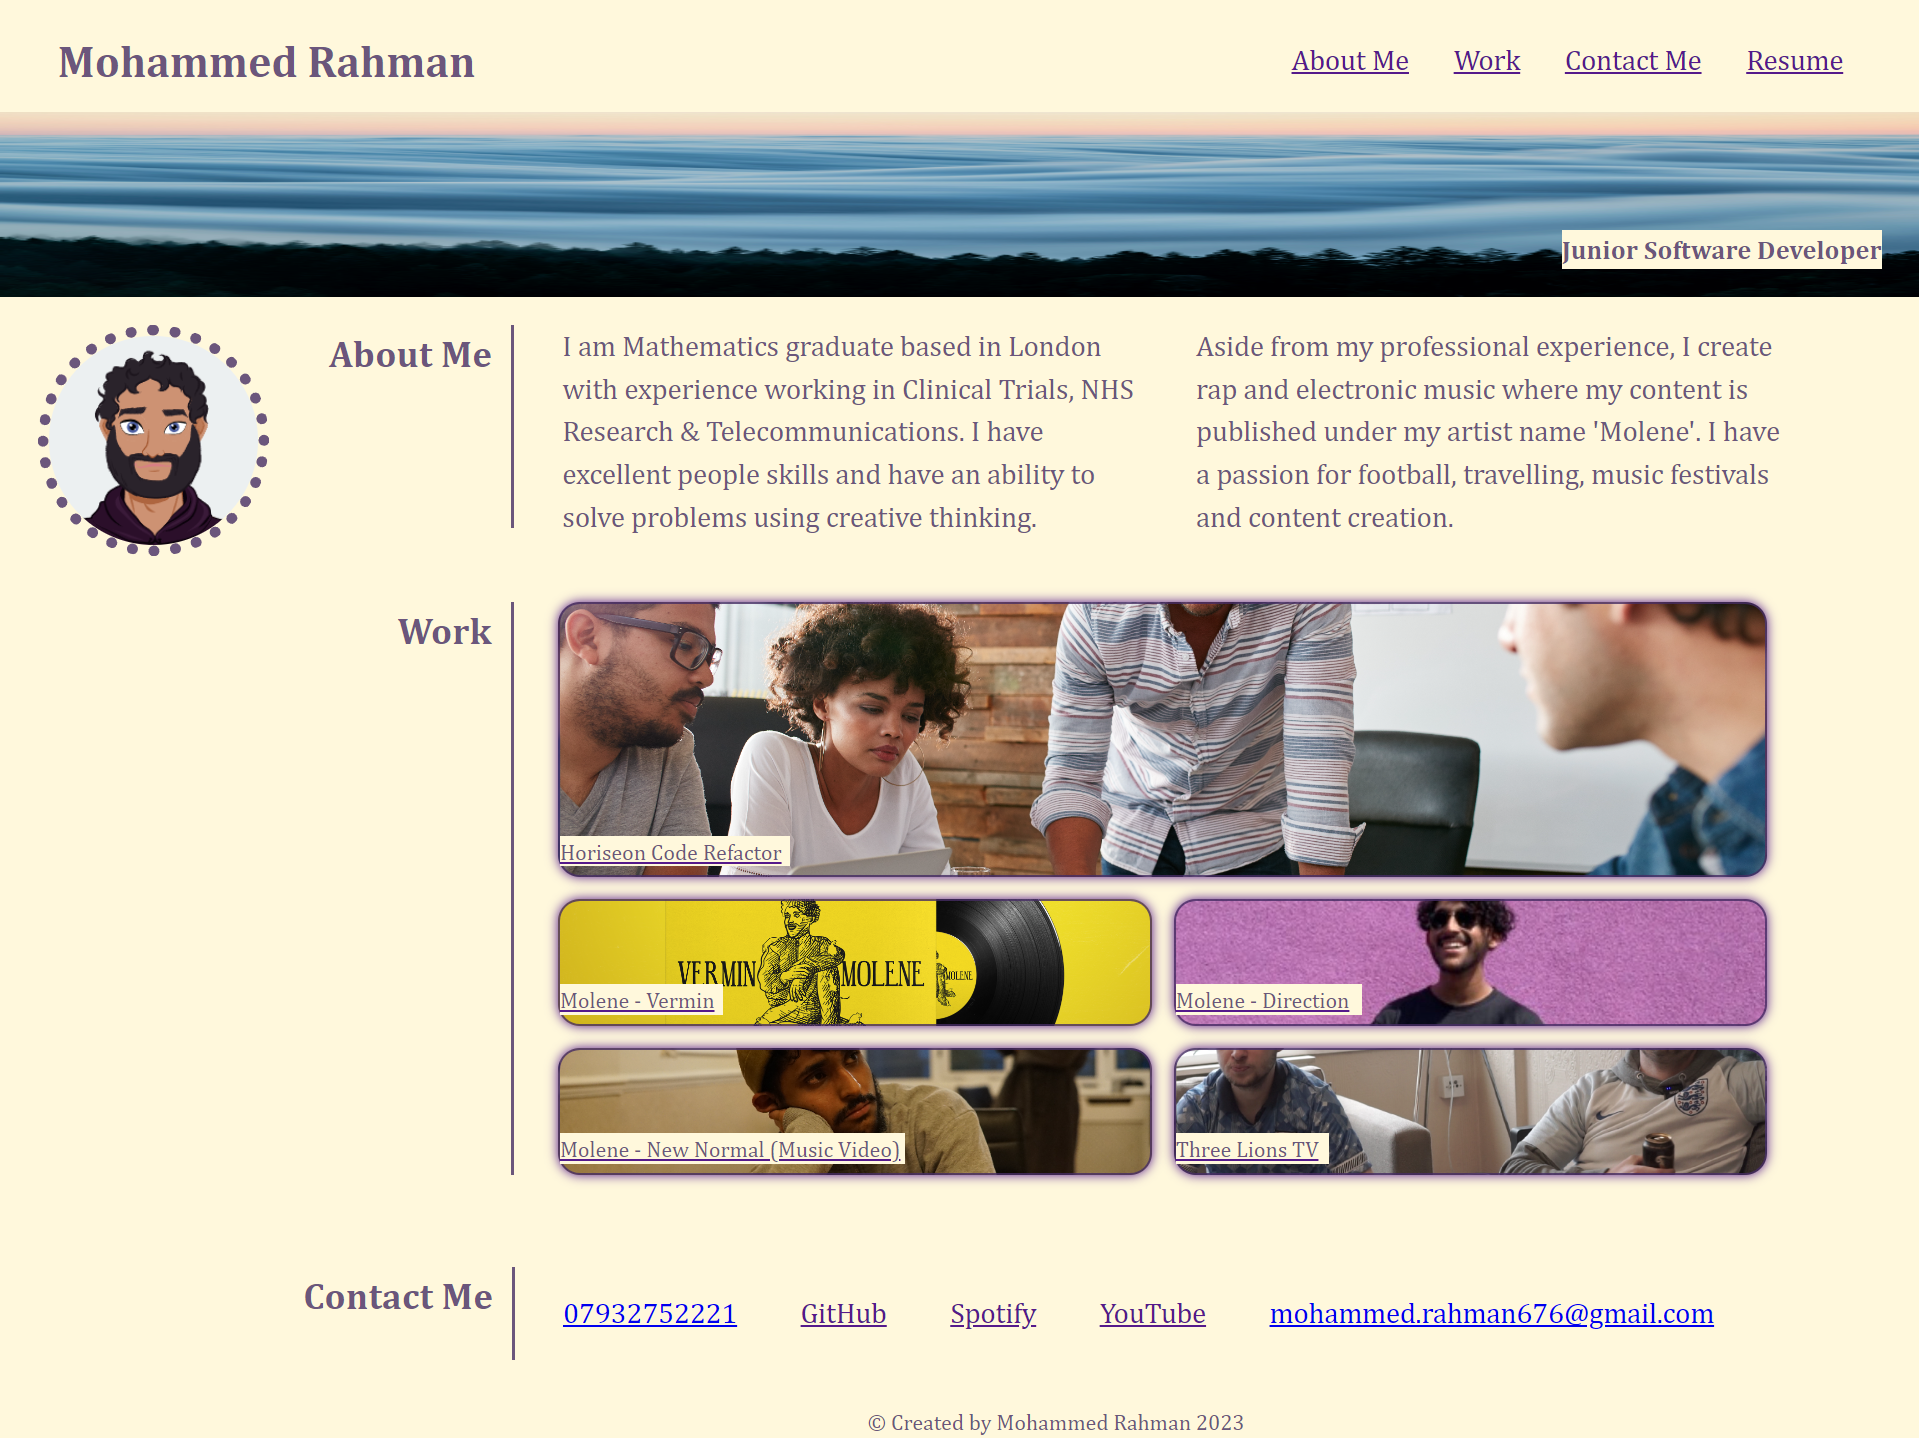 Mohammed Rahman
About Me Work Contact Me Resume
Junior Software Developer
About Me
I am Mathematics graduate based in London
with experience working in Clinical Trials, NHS
Research & Telecommunications. I have
excellent people skills and have an ability to
solve problems using creative thinking.
Aside from my professional experience, I create
rap and electronic music where my content is
published under my artist name 'Molene'. I have
a passion for football, travelling, music festivals
and content creation.
Work
Horiseon Code Refactor
VERMIN MOLENE
MOLENE
Molene - Vermin
Molene - Direction
Molene - New Normal (Music Video)
Three Lions TV
Contact Me
07932752221 GitHub Spotify YouTube mohammed.rahman676@gmail.com
© Created by Mohammed Rahman 2023